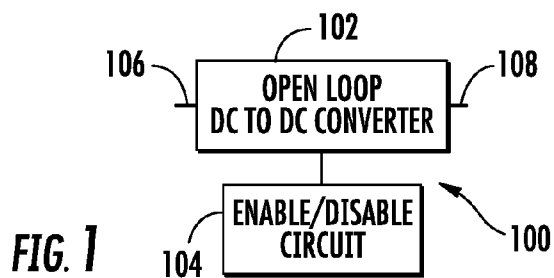 102
106
108
OPEN LOOP
DC TO DC CONVERTER
ENABLE/DISABLE
CIRCUIT
104
100
FIG. 1